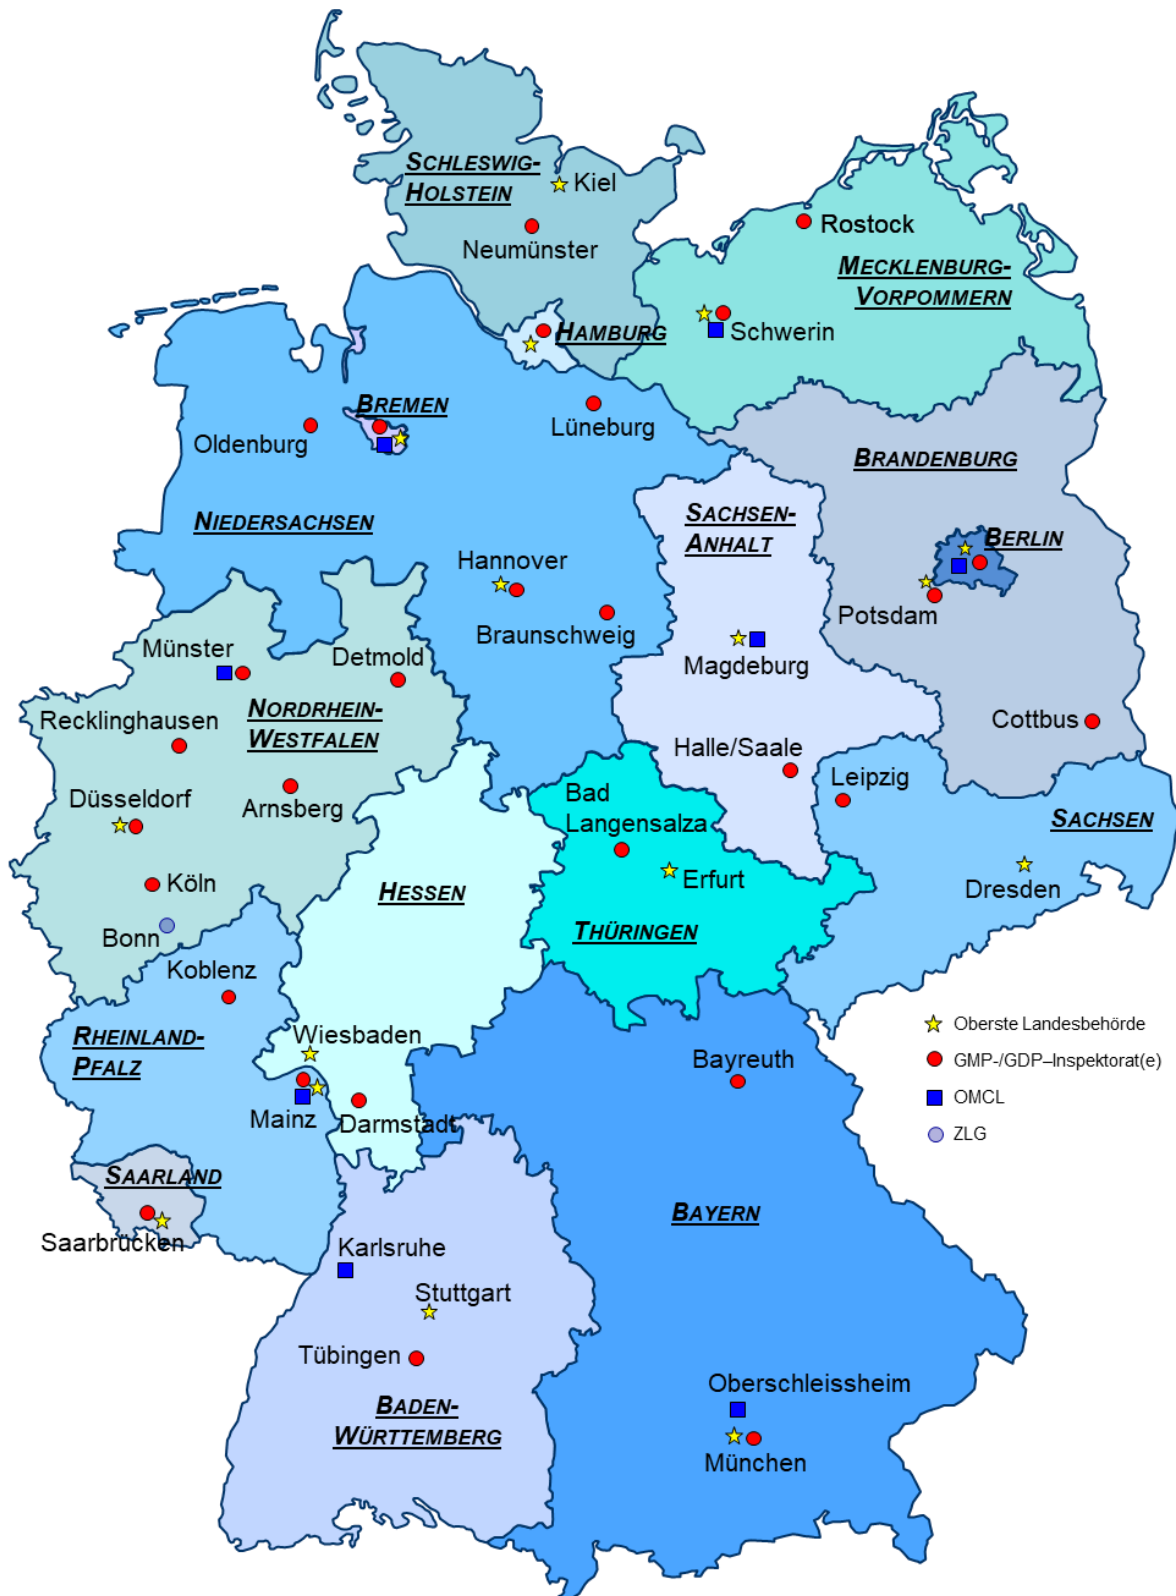 SCHLESWIG-
HOLSTEIN
Kiel
Neumünster
Rostock
MECKLENBURG-
VORPOMMERN
Schwerin
HAMBURG
BREMEN
Oldenburg
Lüneburg
BRANDENBURG
NIEDERSACHSEN
SACHSEN-
ANHALT
BERLIN
Hannover
Potsdam
Braunschweig
Münster
Detmold
Magdeburg
Recklinghausen
NORDRHEIN-
WESTFALEN
Cottbus
Halle/Saale
Leipzig
Düsseldorf
Arnsberg
Bad
Langensalza
SACHSEN
Köln
HESSEN
Erfurt
Dresden
Bonn
THÜRINGEN
Koblenz
RHEINLAND-
PFALZ
Wiesbaden
Oberste Landesbehörde
GMP-/GDP–Inspektorat(e)
OMCL
ZLG
Bayreuth
Mainz
Darmstadt
SAARLAND
Saarbrücken
BAYERN
Karlsruhe
Stuttgart
Tübingen
Oberschleissheim
BADEN-
WÜRTTEMBERG
München